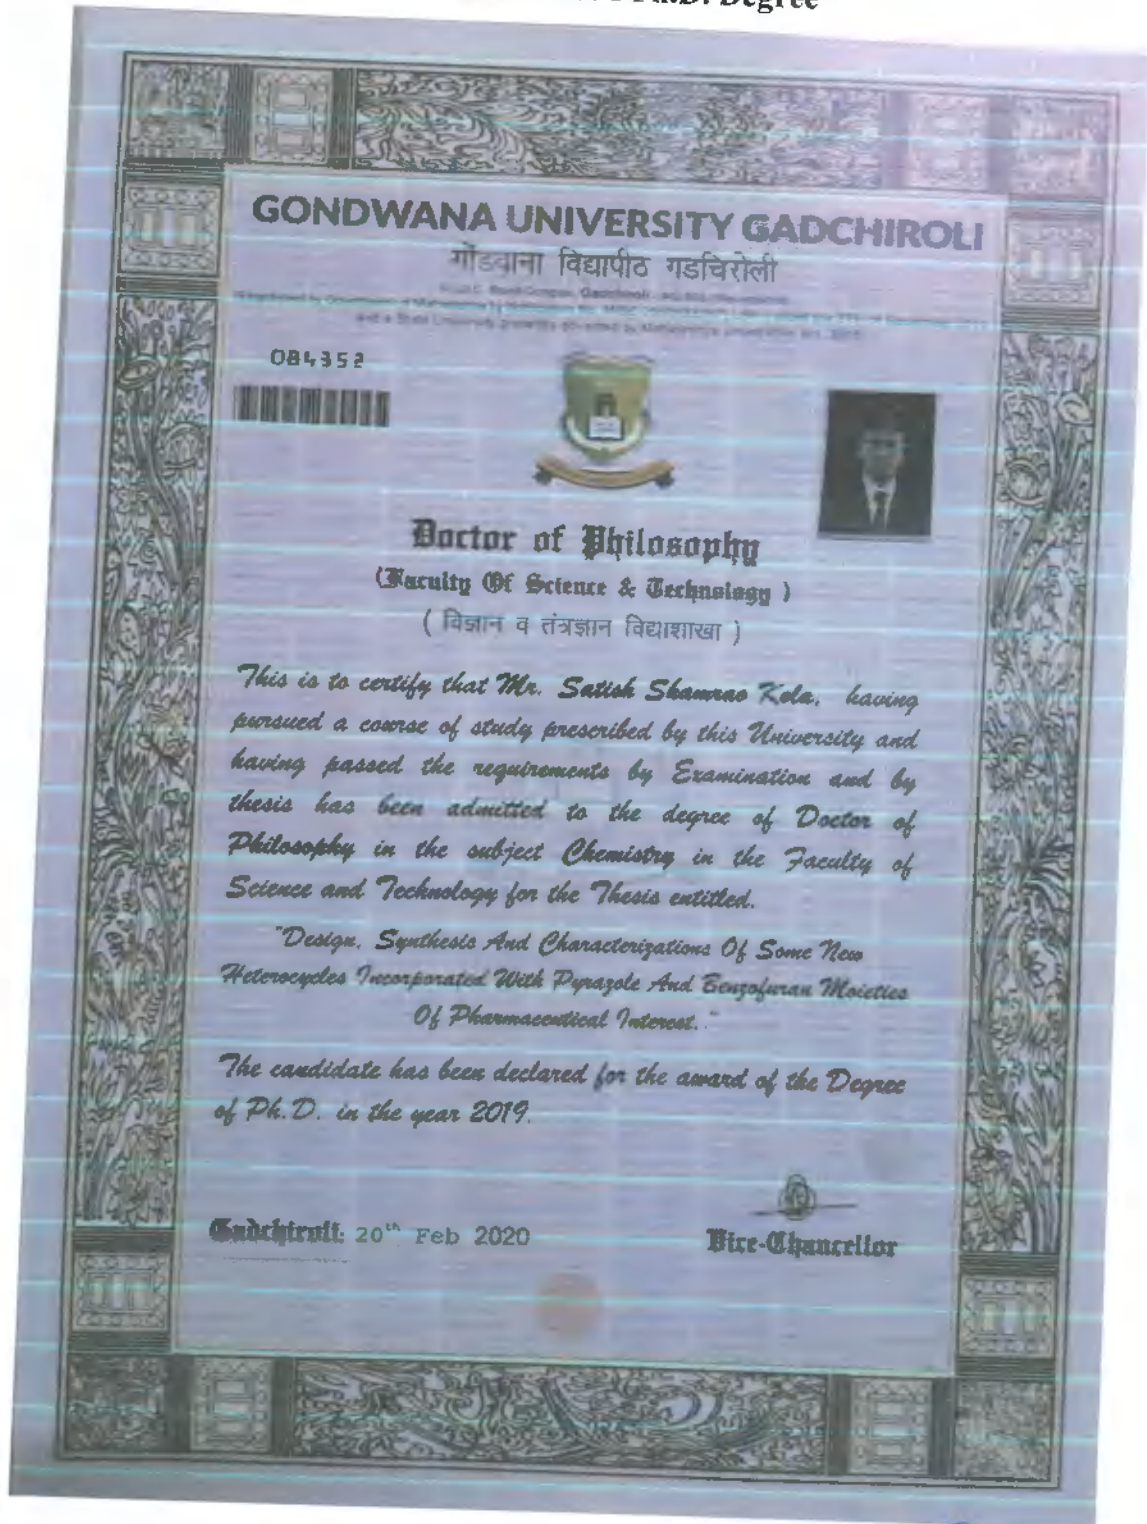 Ph.D. Degree
GONDWANA UNIVERSITY GADCHIROLI
गोंडवाना विद्यापीठ गडचिरोली
084352
Doctor of Philosophy
(Faculty Of Science & Technology )
( विज्ञान व तंत्रज्ञान विद्याशाखा )
This is to certify that Mr. Satish Shamrao Kola, having
pursued a course of study prescribed by this University and
having passed the requirements by Examination and by
thesis has been admitted to the degree of Doctor of
Philosophy in the subject Chemistry in the Faculty of
Science and Technology for the Thesis entitled.
"Design, Synthesis And Characterizations Of Some New
Heterocycles Incorporated With Pyrazole And Benzofuran Moieties
Of Pharmaceutical Interest."
The candidate has been declared for the award of the Degree
of Ph.D. in the year 2019.
Gadchiroli: 20th Feb 2020
Vice-Chancellor